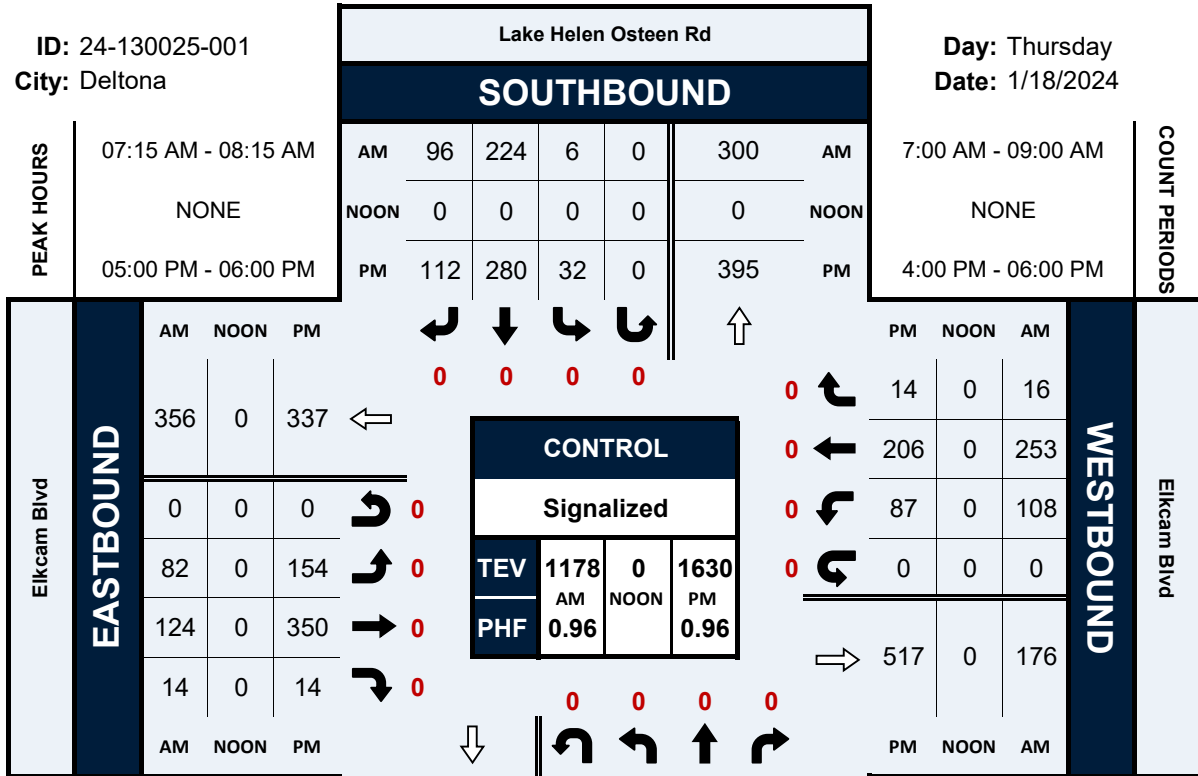 Lake Helen Osteen Rd
ID: 24-130025-001
City: Deltona
Day: Thursday
Date: 1/18/2024
SOUTHBOUND
PEAK HOURS
07:15 AM - 08:15 AM
NONE
05:00 PM - 06:00 PM
AM 96 224 6 0 300 AM
NOON 0 0 0 0 0 NOON
PM 112 280 32 0 395 PM
7:00 AM - 09:00 AM
NONE
4:00 PM - 06:00 PM
COUNT PERIODS
0 0 0 0
Elkcam Blvd
EASTBOUND
AM NOON PM
356 0 337
0 0 0 0
82 0 154 0
124 0 350 0
14 0 14 0
AM NOON PM
CONTROL
Signalized
TEV 1178 0 1630
AM NOON PM
PHF 0.96 0.96
PM NOON AM
0 14 0 16
0 206 0 253
0 87 0 108
0 0 0 0
517 0 176
PM NOON AM
WESTBOUND
Elkcam Blvd
0 0 0 0